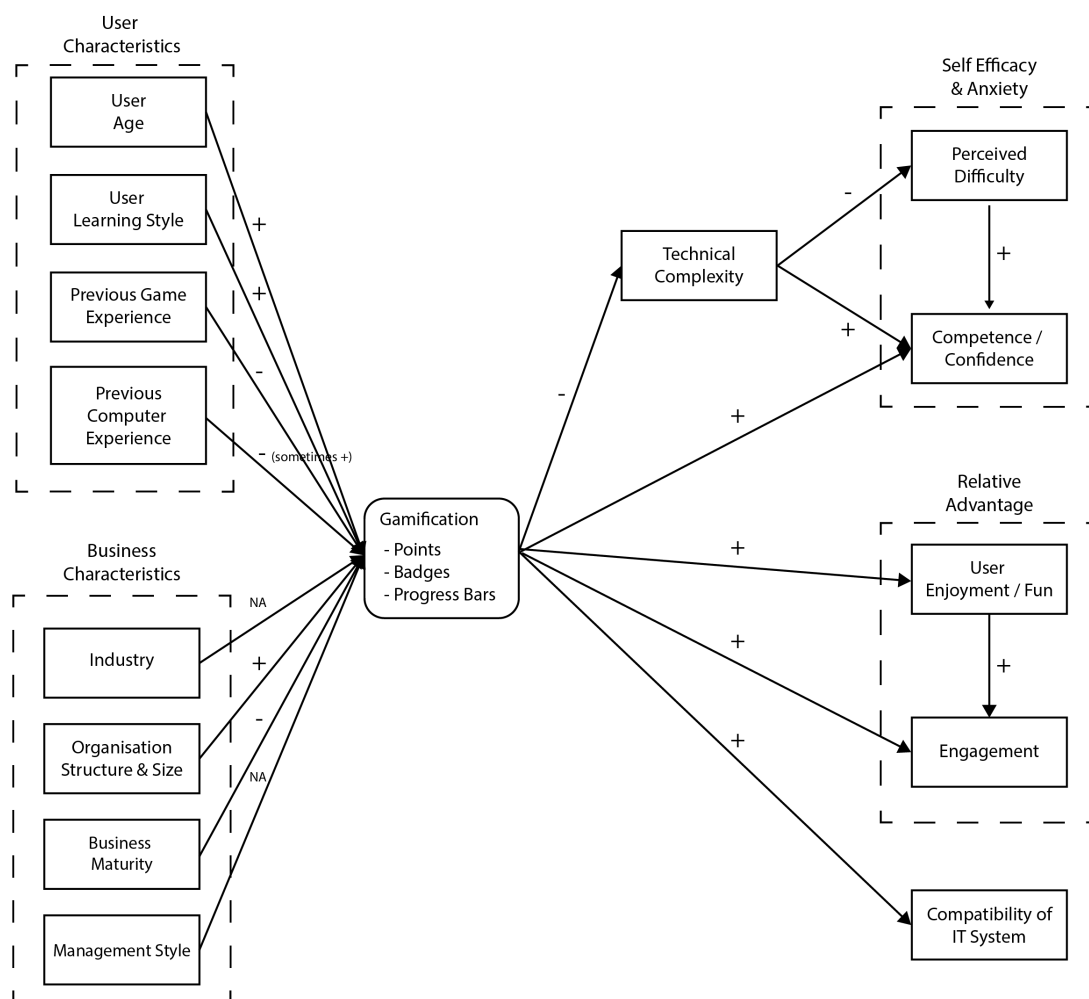 User
Characteristics
User
Age
User
Learning Style
Previous Game
Experience
Previous
Computer
Experience
+
+
-
- (sometimes +)
Business
Characteristics
Industry
Organisation
Structure & Size
Business
Maturity
Management Style
NA
+
-
NA
Gamification
- Points
- Badges
- Progress Bars
-
+
+
+
+
Technical
Complexity
-
+
Self Efficacy
& Anxiety
Perceived
Difficulty
+
Competence /
Confidence
Relative
Advantage
User
Enjoyment / Fun
+
Engagement
Compatibility of
IT System